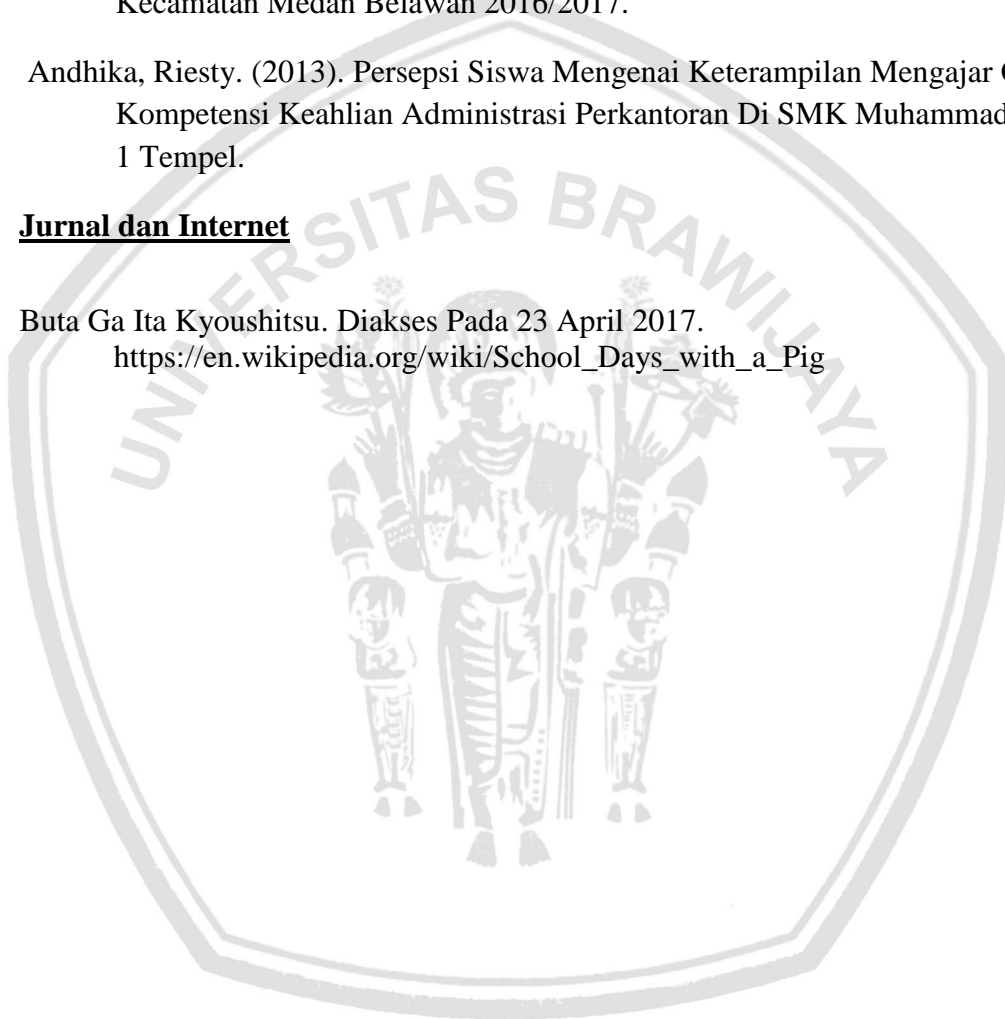 Kecamatan Medan Belawan 2016/2017.
Andhika, Riesty. (2013). Persepsi Siswa Mengenai Keterampilan Mengajar
Kompetensi Keahlian Administrasi Perkantoran Di SMK Muhammad
1 Tempel.
Jurnal dan Internet
UNIVERSITAS BRAWIJAYA
Buta Ga Ita Kyoushitsu. Diakses Pada 23 April 2017.
https://en.wikipedia.org/wiki/School_Days_with_a_Pig